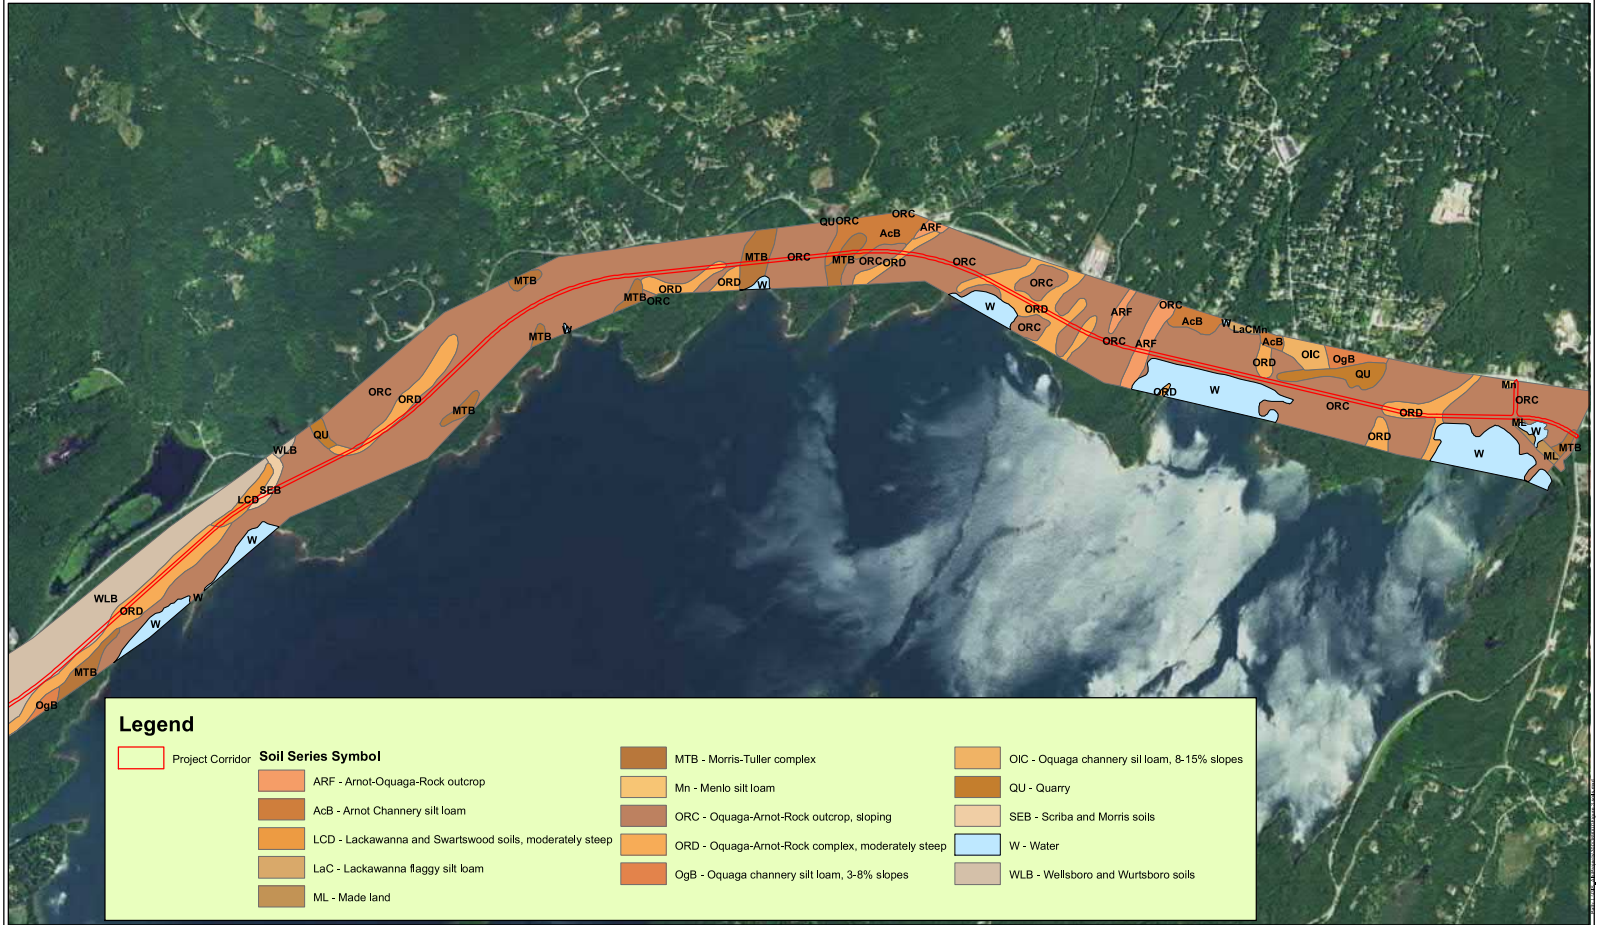 ORC
QU ORC
ARF
AcB
MTB
ORC
MTB
ORC
ORD
ORC
MTB
ORD
ORD
W
ORC
MTB
ORC
W
ORD
ORC
ARF
ORC
AcB
W
LaC Mn
MTB
W
ORC
ARF
AcB
OIC
OgB
ORD
QU
ORC
ORD
W
ORD
Mn
ORC
ORC
ORD
MTB
ML
W
QU
ORD
MTB
WLB
W
ML
SEB
LCD
W
WLB
W
ORD
W
MTB
OgB
Legend
Project Corridor
Soil Series Symbol
ARF - Arnot-Oquaga-Rock outcrop
AcB - Arnot Channery silt loam
LCD - Lackawanna and Swartswood soils, moderately steep
LaC - Lackawanna flaggy silt loam
ML - Made land
MTB - Morris-Tuller complex
Mn - Menlo silt loam
ORC - Oquaga-Arnot-Rock outcrop, sloping
ORD - Oquaga-Arnot-Rock complex, moderately steep
OgB - Oquaga channery silt loam, 3-8% slopes
OIC - Oquaga channery sil loam, 8-15% slopes
QU - Quarry
SEB - Scriba and Morris soils
W - Water
WLB - Wellsboro and Wurtsboro soils